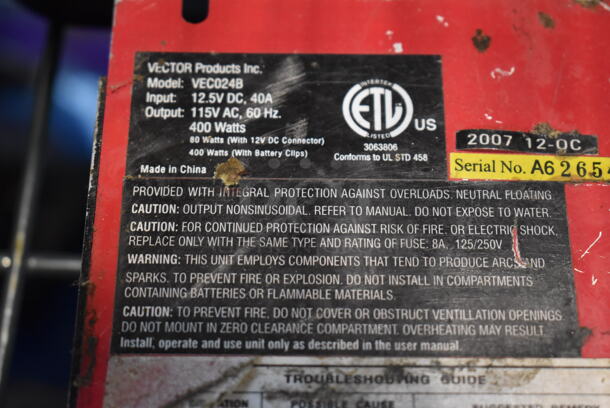 VECTOR Products Inc.
Model: VEC024B
Input: 12.5V DC, 40A
Output: 115V AC, 60 Hz.
400 Watts
80 Watts (With 12V DC Connector)
400 Watts (With Battery Clips)
Made in China
INTERTEK
ETL
LISTED
US
3063806
Conforms to UL STD 458
2007 12-QC
Serial No. A6 2654
PROVIDED WITH INTEGRAL PROTECTION AGAINST OVERLOADS. NEUTRAL FLOATING
CAUTION: OUTPUT NONSINUSOIDAL. REFER TO MANUAL. DO NOT EXPOSE TO WATER.
CAUTION: FOR CONTINUED PROTECTION AGAINST RISK OF FIRE, OR ELECTRIC SHOCK,
REPLACE ONLY WITH THE SAME TYPE AND RATING OF FUSE: 8A, 125/250V
WARNING: THIS UNIT EMPLOYS COMPONENTS THAT TEND TO PRODUCE ARCS AND
SPARKS. TO PREVENT FIRE OR EXPLOSION, DO NOT INSTALL IN COMPARTMENTS
CONTAINING BATTERIES OR FLAMMABLE MATERIALS.
CAUTION: TO PREVENT FIRE, DO NOT COVER OR OBSTRUCT VENTILATION OPENINGS.
DO NOT MOUNT IN ZERO CLEARANCE COMPARTMENT. OVERHEATING MAY RESULT.
Install, operate and use unit only as described in the user manual.
TROUBLESHOOTING GUIDE
POSSIBLE CAUSE SUGGESTED REMEDY